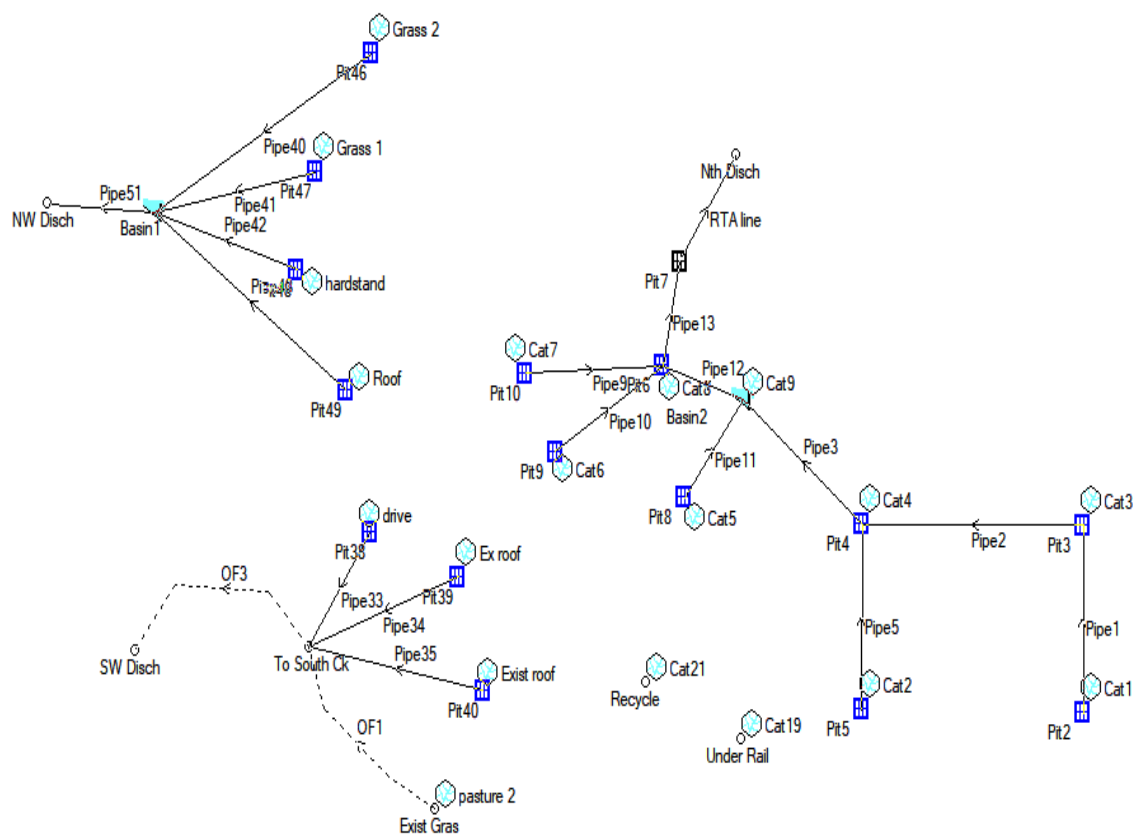 Grass 2
Pit46
Pipe40
Grass 1
Pit47
Pipe41
Pipe51
NW Disch
Basin1
Pipe42
hardstand
Roof
Pit49
Nth Disch
RTA line
Pit7
Pipe13
Cat7
Pit10
Pipe9
Pit6
Cat8
Pipe12
Cat9
Basin2
Pipe10
Pit9
Cat6
Pipe11
Pit8
Cat5
Pipe3
Cat4
Pit4
Pipe2
Cat3
Pit3
Pipe5
Pipe1
Cat2
Pit5
Cat1
Pit2
drive
Pit38
Ex roof
Pit39
OF3
Pipe33
Pipe34
SW Disch
To South Ck
Pipe35
Exist roof
Pit40
Cat21
Recycle
Cat19
Under Rail
OF1
pasture 2
Exist Gras